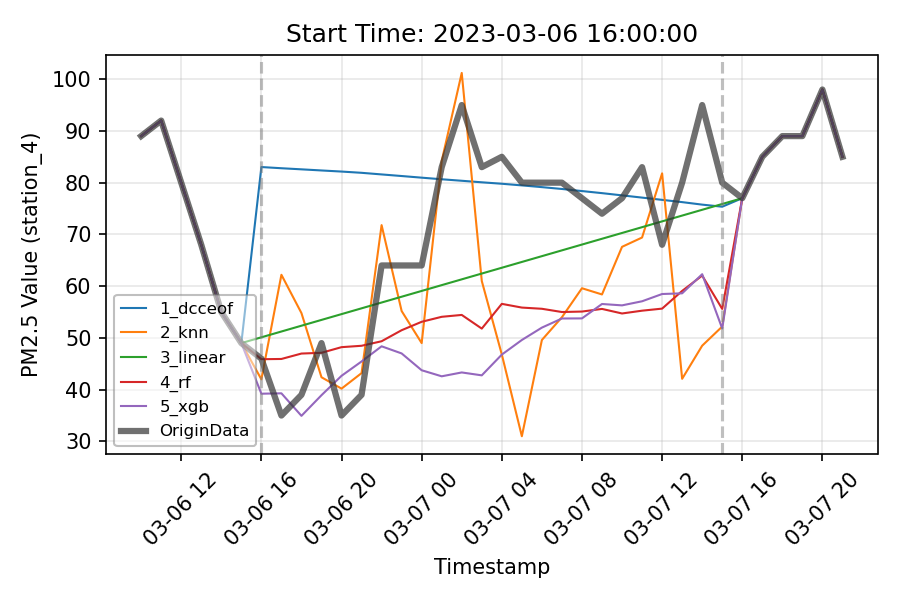 Start Time: 2023-03-06 16:00:00
PM2.5 Value (station_4)
100
90
80
70
60
50
40
30
1_dcceof
2_knn
3_linear
4_rf
5_xgb
OriginData
03-06 12
03-06 16
03-06 20
03-07 00
03-07 04
03-07 08
03-07 12
03-07 16
03-07 20
Timestamp